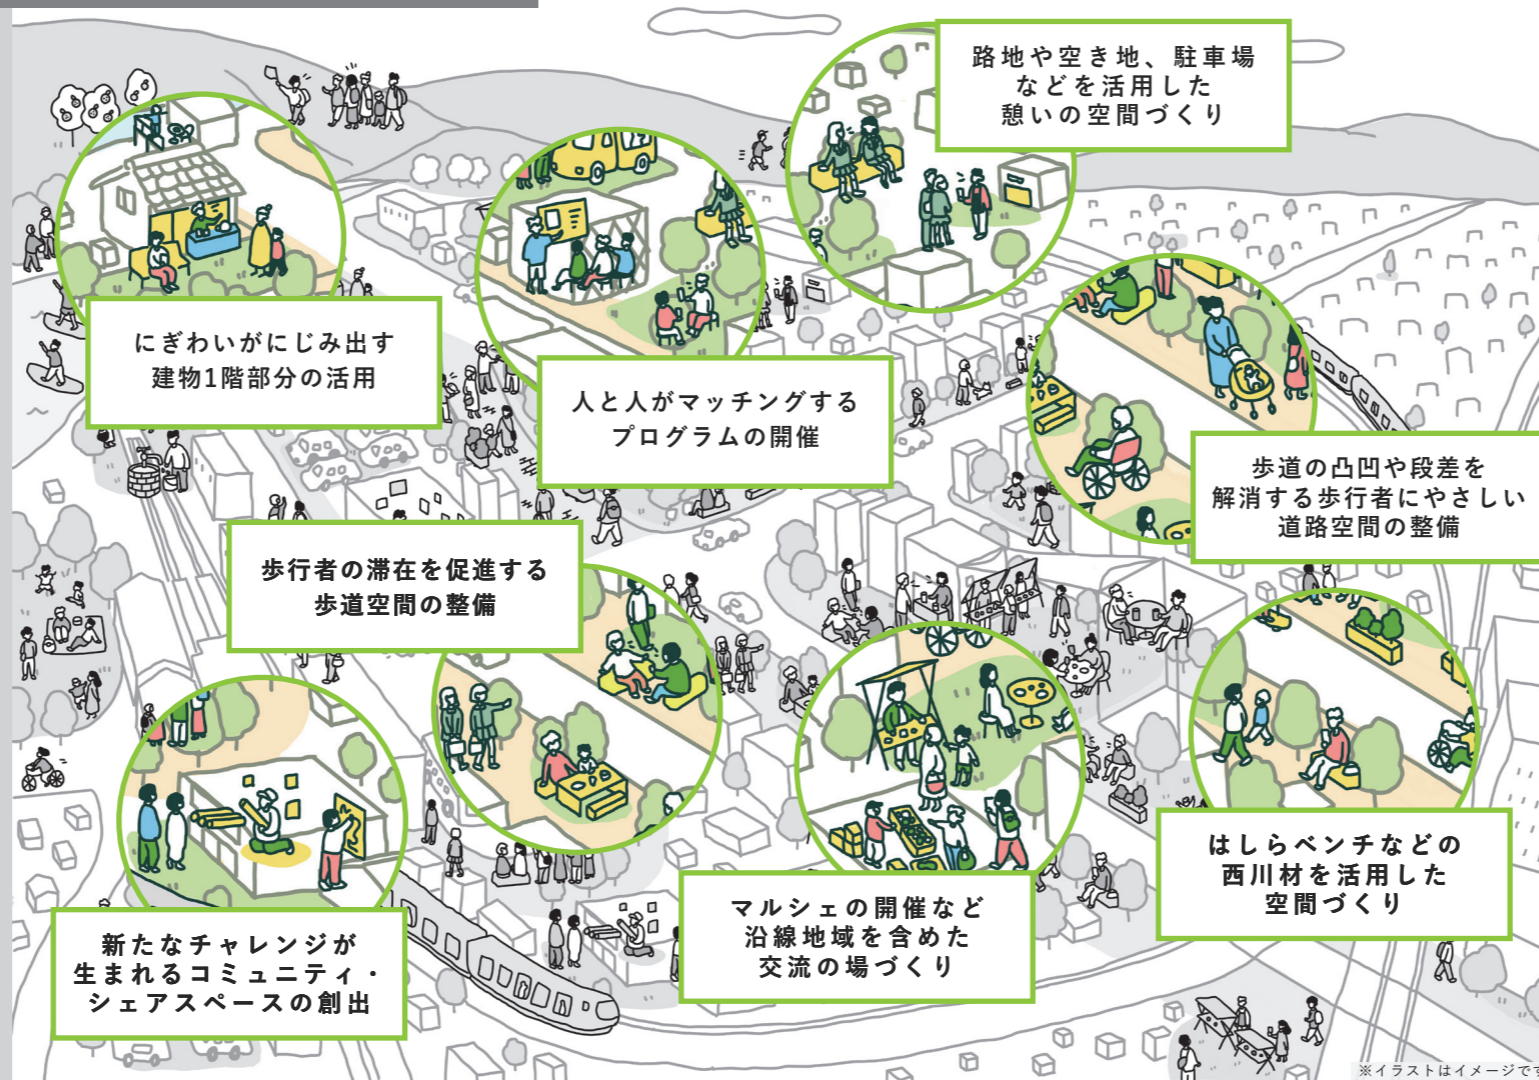 路地や空き地、駐車場
などを活用した
憩いの空間づくり
にぎわいがにじみ出す
建物1階部分の活用
人と人がマッチングする
プログラムの開催
歩道の凸凹や段差を
解消する歩行者にやさしい
道路空間の整備
歩行者の滞在を促進する
歩道空間の整備
はしらベンチなどの
西川材を活用した
空間づくり
マルシェの開催など
沿線地域を含めた
交流の場づくり
新たなチャレンジが
生まれるコミュニティ・
シェアスペースの創出
※イラストはイメージです